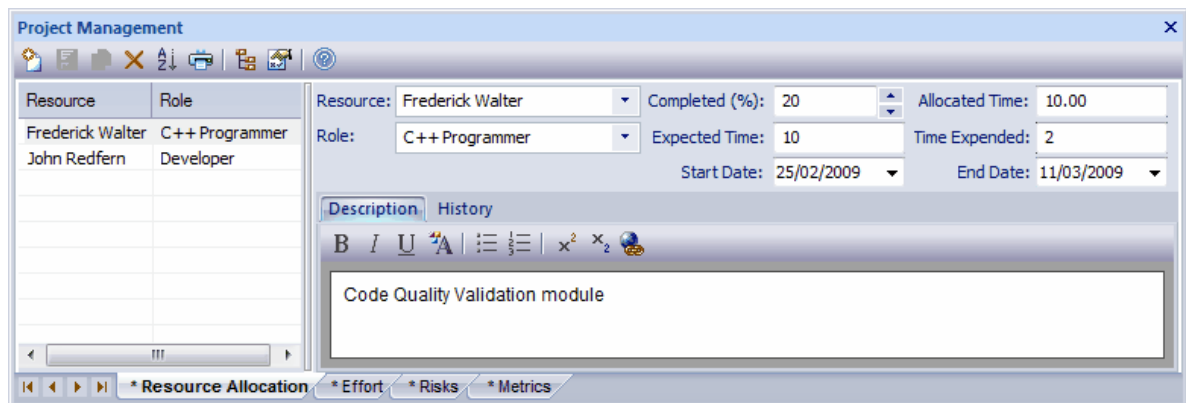 Project Management
Resource Role
Frederick Walter C++ Programmer
John Redfern Developer
Resource: Frederick Walter Completed (%): 20 Allocated Time: 10.00
Role: C++ Programmer Expected Time: 10 Time Expended: 2
Start Date: 25/02/2009 End Date: 11/03/2009
Description History
B I U A x² x₂
Code Quality Validation module
* Resource Allocation * Effort * Risks * Metrics